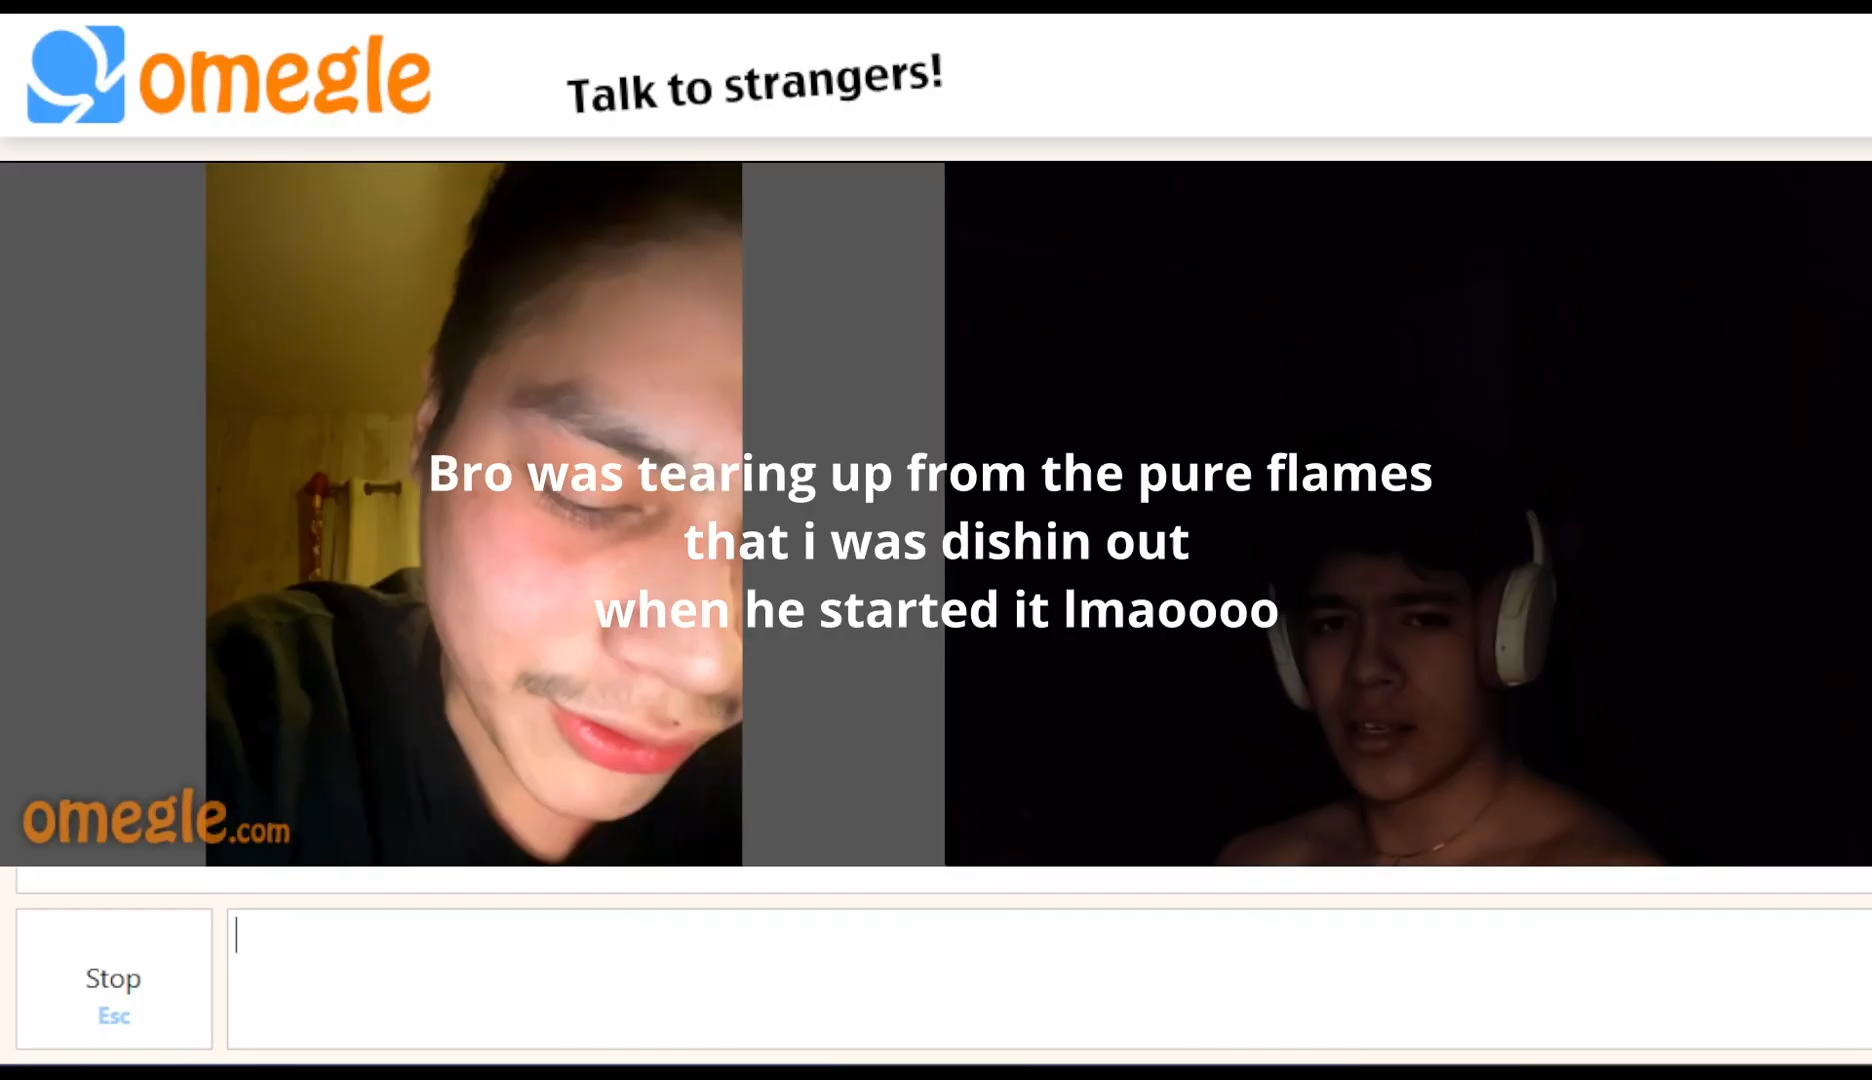 omegle
Talk to strangers!
Bro was tearing up from the pure flames
that i was dishin out
when he started it lmaoooo
omegle.com
Stop
Esc